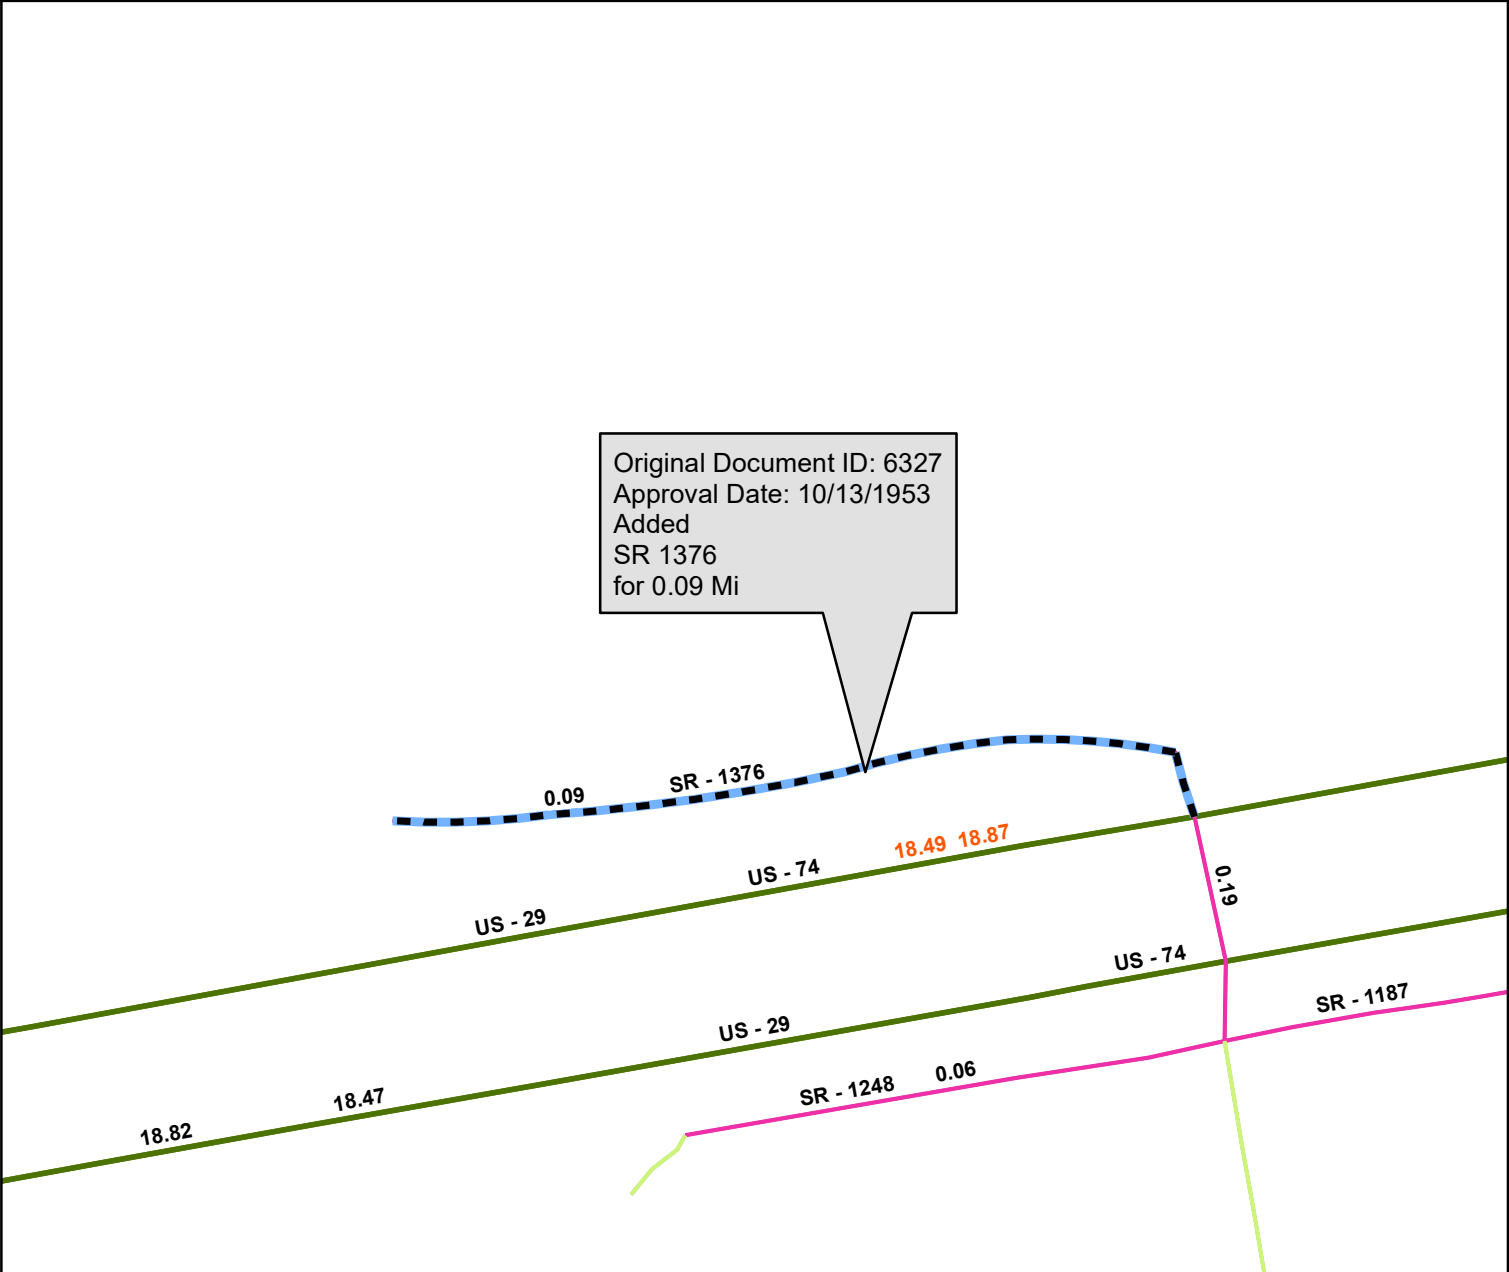 Original Document ID: 6327
Approval Date: 10/13/1953
Added
SR 1376
for 0.09 Mi
SR - 1376
0.09
18.49 18.87
US - 74
0.19
US - 29
US - 74
SR - 1187
US - 29
0.06
SR - 1248
18.47
18.82